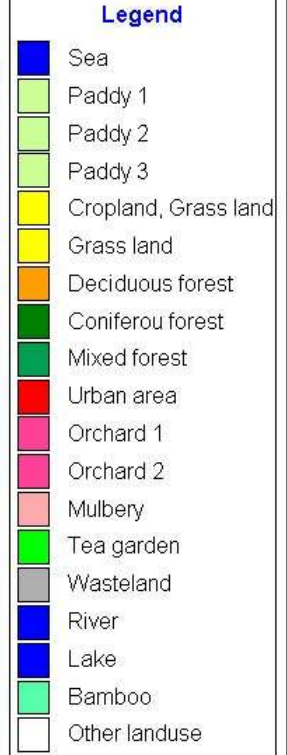 Legend
Sea
Paddy 1
Paddy 2
Paddy 3
Cropland, Grass land
Grass land
Deciduous forest
Coniferou forest
Mixed forest
Urban area
Orchard 1
Orchard 2
Mulbery
Tea garden
Wasteland
River
Lake
Bamboo
Other landuse